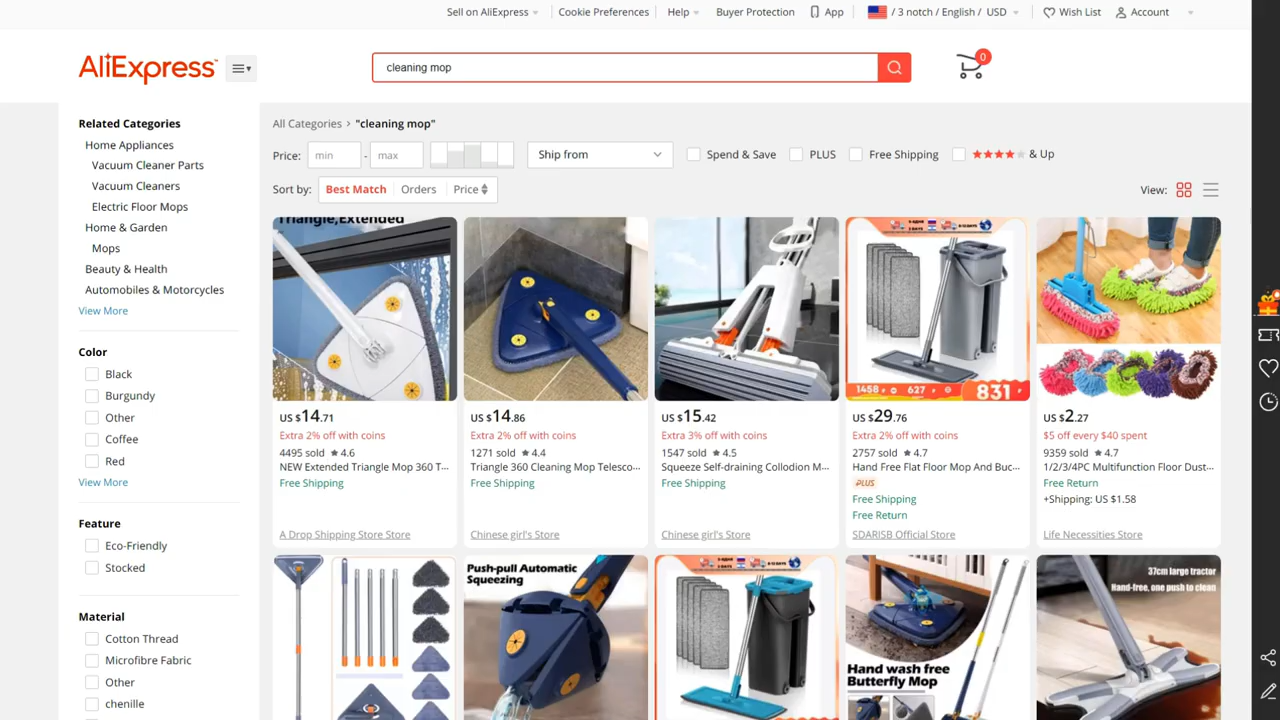 Sell on AliExpress
Cookie Preferences
Help
Buyer Protection
App
/ 3 notch / English / USD
Wish List
Account
AliExpress
cleaning mop
0
Related Categories
Home Appliances
Vacuum Cleaner Parts
Vacuum Cleaners
Electric Floor Mops
Home & Garden
Mops
Beauty & Health
Automobiles & Motorcycles
View More
Color
Black
Burgundy
Other
Coffee
Red
View More
Feature
Eco-Friendly
Stocked
Material
Cotton Thread
Microfibre Fabric
Other
chenille
All Categories > "cleaning mop"
Price: min - max
Ship from
Spend & Save
PLUS
Free Shipping
& Up
Sort by: Best Match Orders Price
View:
Triangle,Extended
US $14.71
Extra 2% off with coins
4495 sold ★ 4.6
NEW Extended Triangle Mop 360 T...
Free Shipping
A Drop Shipping Store Store
US $14.86
Extra 2% off with coins
1271 sold ★ 4.4
Triangle 360 Cleaning Mop Telesco...
Free Shipping
Chinese girl's Store
US $15.42
Extra 3% off with coins
1547 sold ★ 4.5
Squeeze Self-draining Collodion M...
Free Shipping
Chinese girl's Store
1458 627 831
US $29.76
Extra 2% off with coins
2757 sold ★ 4.7
Hand Free Flat Floor Mop And Buc...
PLUS
Free Shipping
Free Return
SDARISB Official Store
US $2.27
$5 off every $40 spent
9359 sold ★ 4.7
1/2/3/4PC Multifunction Floor Dust...
Free Return
+Shipping: US $1.58
Life Necessities Store
Push-pull Automatic
Squeezing
Hand wash free
Butterfly Mop
37cm large tractor
Hand-free, one push to clean